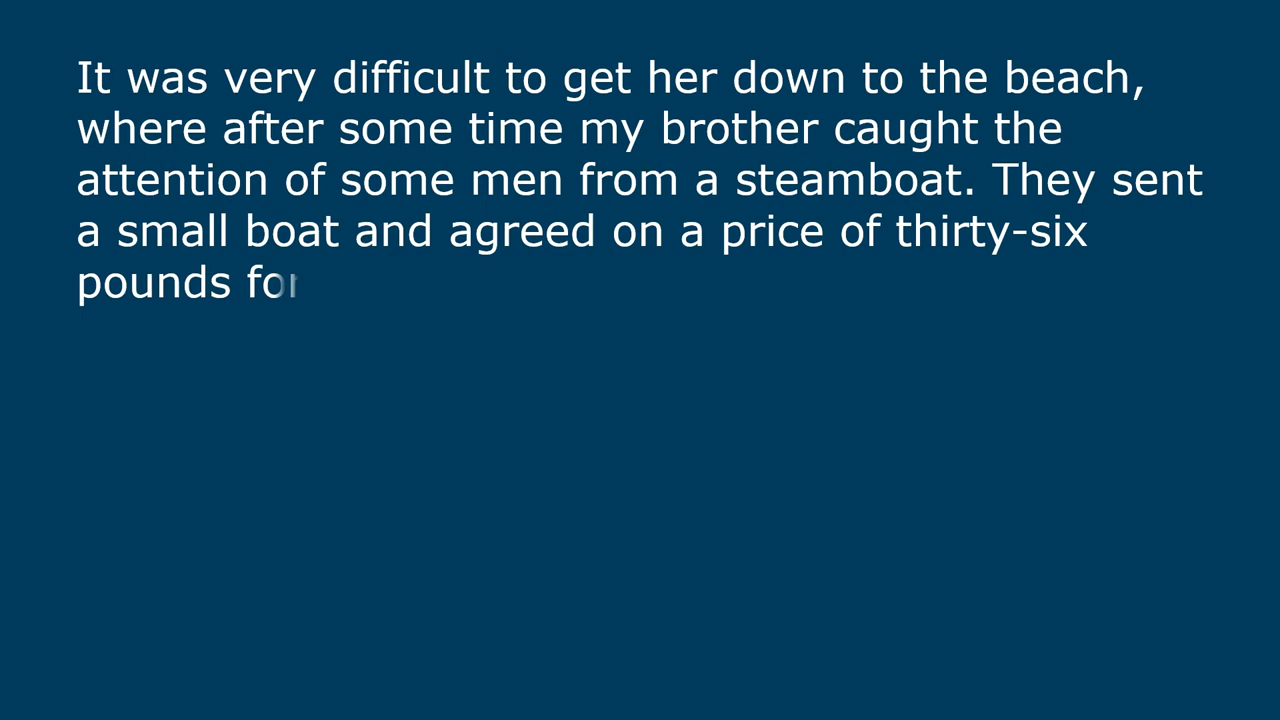 It was very difficult to get her down to the beach,
where after some time my brother caught the
attention of some men from a steamboat. They sent
a small boat and agreed on a price of thirty-six
pounds for